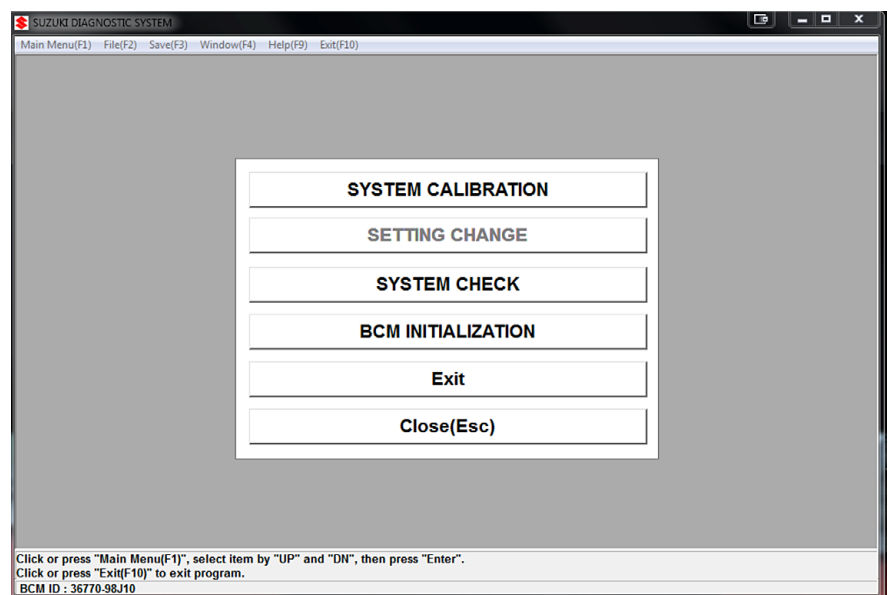 SUZUKI DIAGNOSTIC SYSTEM
Main Menu(F1) File(F2) Save(F3) Window(F4) Help(F9) Exit(F10)
SYSTEM CALIBRATION
SETTING CHANGE
SYSTEM CHECK
BCM INITIALIZATION
Exit
Close(Esc)
Click or press "Main Menu(F1)", select item by "UP" and "DN", then press "Enter".
Click or press "Exit(F10)" to exit program.
BCM ID : 36770-98J10